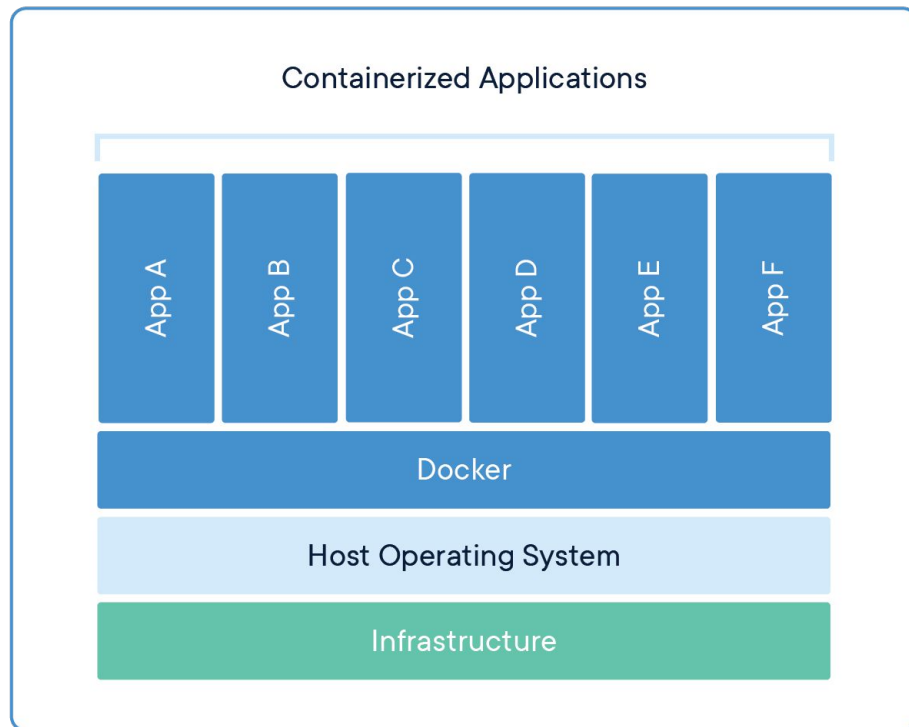 Containerized Applications
App A
App B
App C
App D
App E
App F
Docker
Host Operating System
Infrastructure